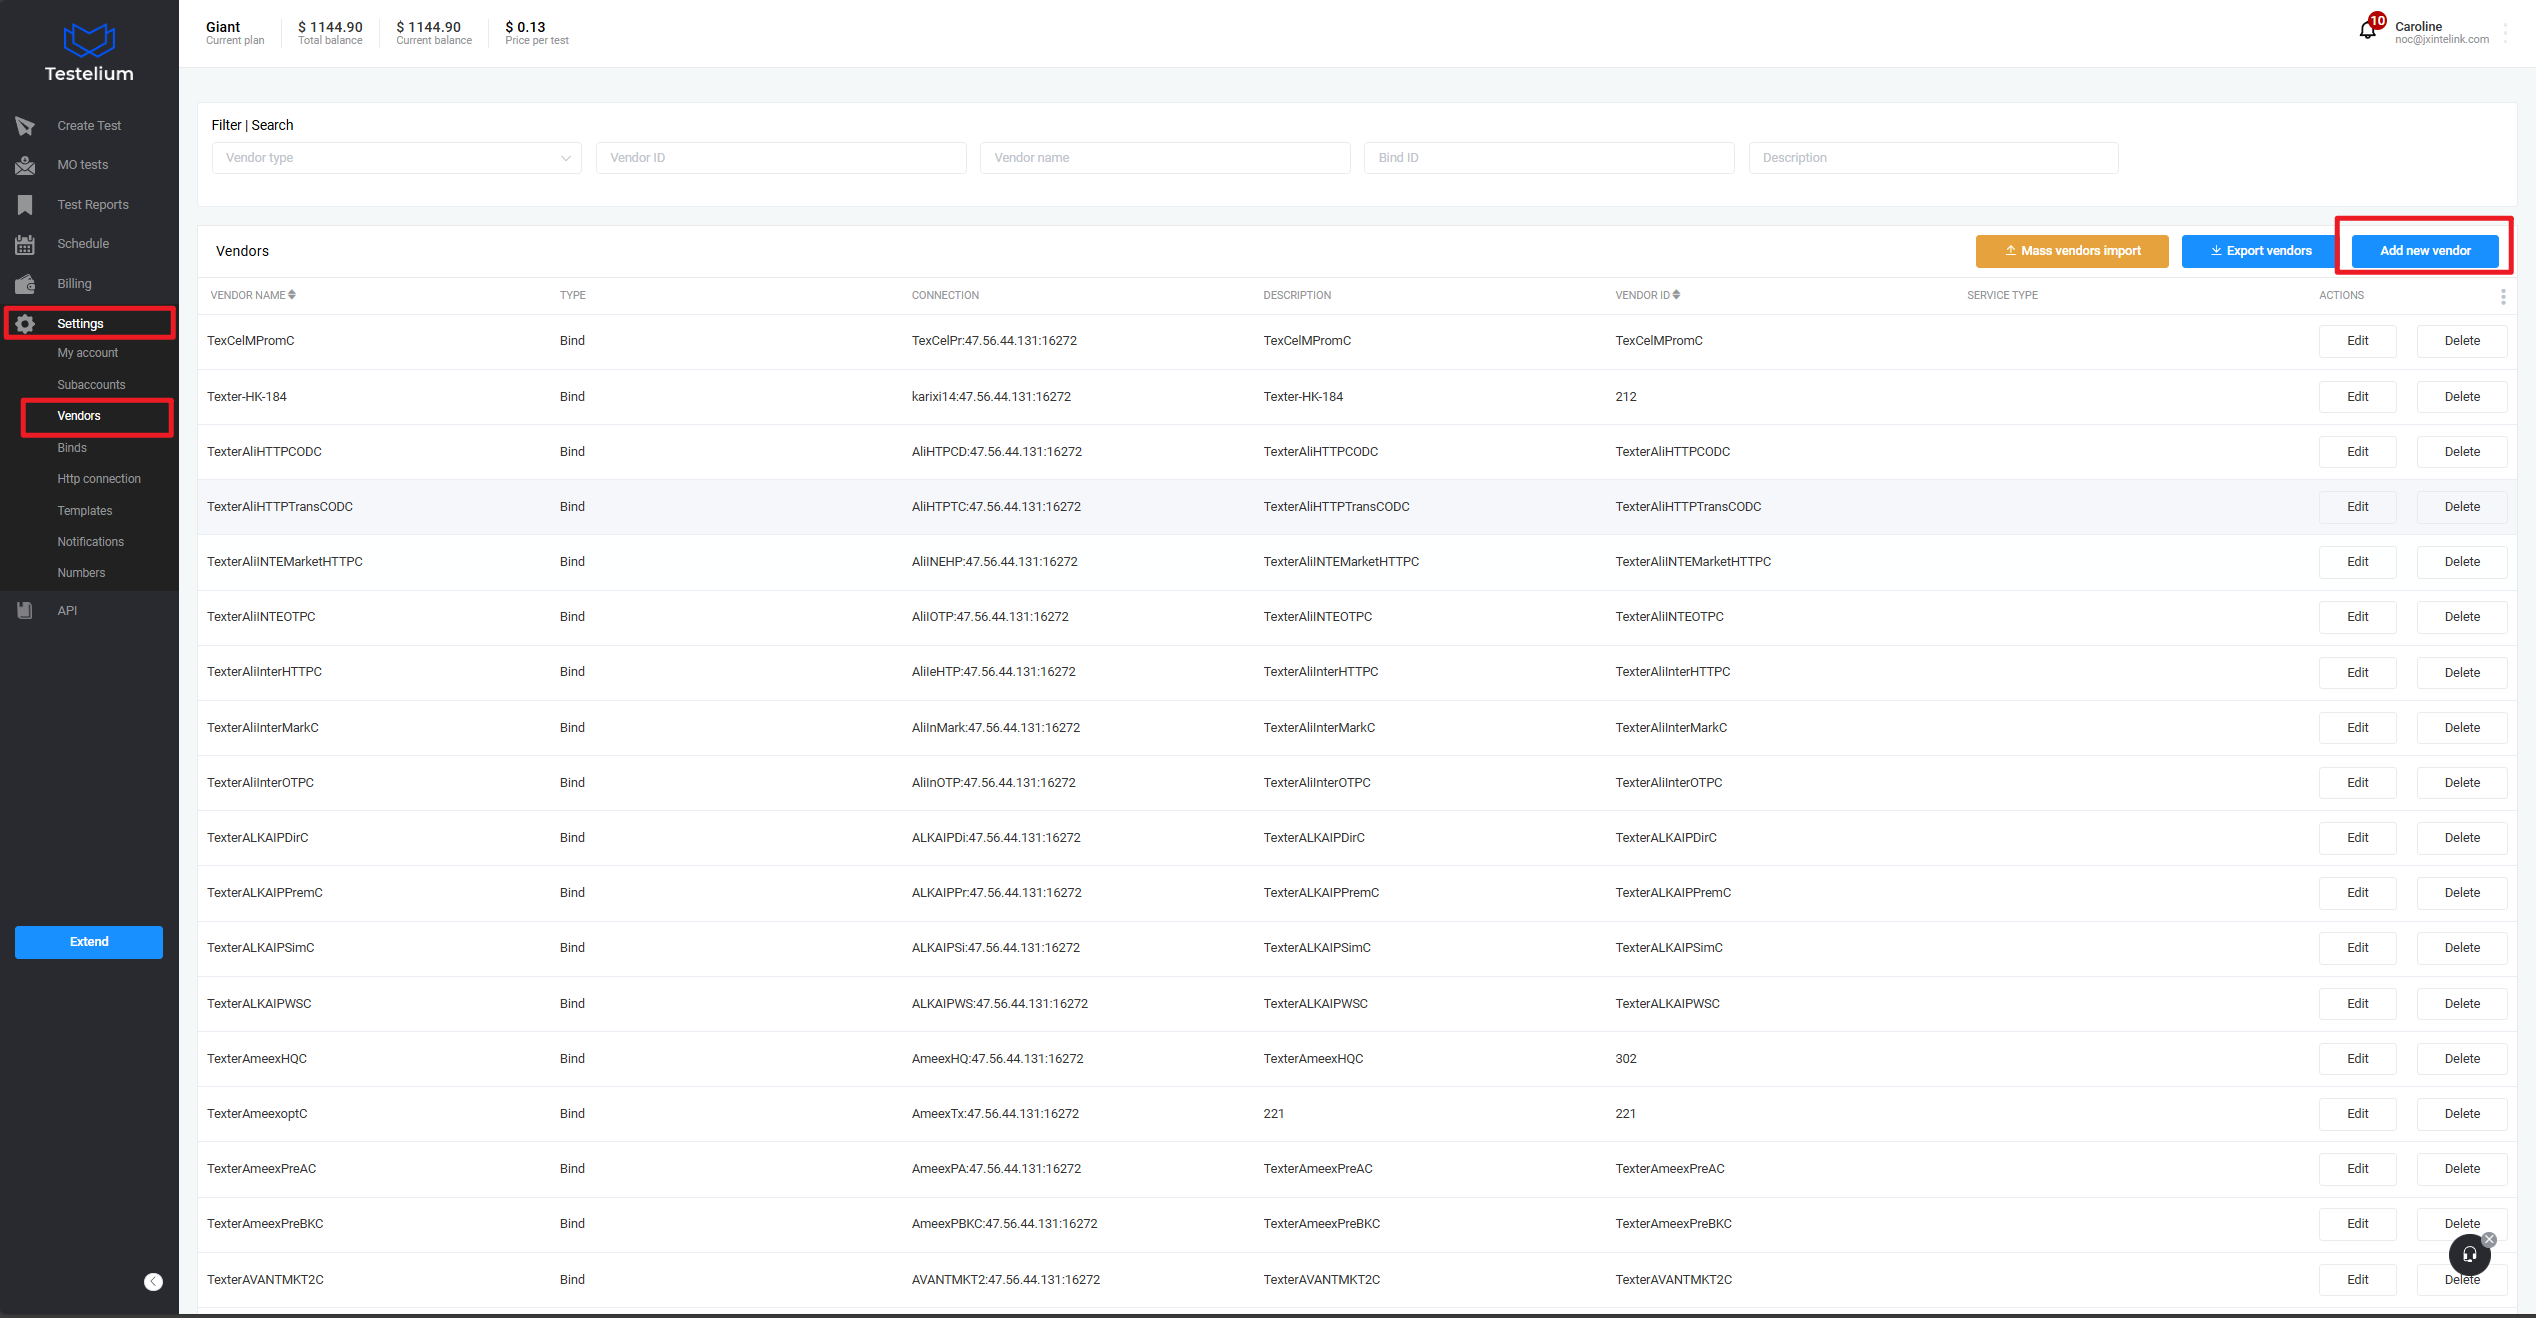 Testelium
Create Test
MO tests
Test Reports
Schedule
Billing
Settings
My account
Subaccounts
Vendors
Binds
Http connection
Templates
Notifications
Numbers
API
Extend
Giant
Current plan
$ 1144.90
Total balance
$ 1144.90
Current balance
$ 0.13
Price per test
10
Caroline
noc@jxintelink.com
Filter | Search
Vendor type Vendor ID Vendor name Bind ID Description
Vendors Mass vendors import Export vendors Add new vendor
VENDOR NAME TYPE CONNECTION DESCRIPTION VENDOR ID SERVICE TYPE ACTIONS
TexCelMPromC Bind TexCelPr:47.56.44.131:16272 TexCelMPromC TexCelMPromC Edit Delete
Texter-HK-184 Bind karixi14:47.56.44.131:16272 Texter-HK-184 212 Edit Delete
TexterAliHTTPCODC Bind AliHTPCD:47.56.44.131:16272 TexterAliHTTPCODC TexterAliHTTPCODC Edit Delete
TexterAliHTTPTransCODC Bind AliHTPTC:47.56.44.131:16272 TexterAliHTTPTransCODC TexterAliHTTPTransCODC Edit Delete
TexterAliINTEMarketHTTPC Bind AliINEHP:47.56.44.131:16272 TexterAliINTEMarketHTTPC TexterAliINTEMarketHTTPC Edit Delete
TexterAliINTEOTPC Bind AliIOTP:47.56.44.131:16272 TexterAliINTEOTPC TexterAliINTEOTPC Edit Delete
TexterAliInterHTTPC Bind AliIeHTP:47.56.44.131:16272 TexterAliInterHTTPC TexterAliInterHTTPC Edit Delete
TexterAliInterMarkC Bind AliInMark:47.56.44.131:16272 TexterAliInterMarkC TexterAliInterMarkC Edit Delete
TexterAliInterOTPC Bind AliInOTP:47.56.44.131:16272 TexterAliInterOTPC TexterAliInterOTPC Edit Delete
TexterALKAIPDirC Bind ALKAIPDi:47.56.44.131:16272 TexterALKAIPDirC TexterALKAIPDirC Edit Delete
TexterALKAIPPremC Bind ALKAIPPr:47.56.44.131:16272 TexterALKAIPPremC TexterALKAIPPremC Edit Delete
TexterALKAIPSimC Bind ALKAIPSi:47.56.44.131:16272 TexterALKAIPSimC TexterALKAIPSimC Edit Delete
TexterALKAIPWSC Bind ALKAIPWS:47.56.44.131:16272 TexterALKAIPWSC TexterALKAIPWSC Edit Delete
TexterAmeexHQC Bind AmeexHQ:47.56.44.131:16272 TexterAmeexHQC 302 Edit Delete
TexterAmeexoptC Bind AmeexTx:47.56.44.131:16272 221 221 Edit Delete
TexterAmeexPreAC Bind AmeexPA:47.56.44.131:16272 TexterAmeexPreAC TexterAmeexPreAC Edit Delete
TexterAmeexPreBKC Bind AmeexPBKC:47.56.44.131:16272 TexterAmeexPreBKC TexterAmeexPreBKC Edit Delete
TexterAVANTMKT2C Bind AVANTMKT2:47.56.44.131:16272 TexterAVANTMKT2C TexterAVANTMKT2C Edit Delete